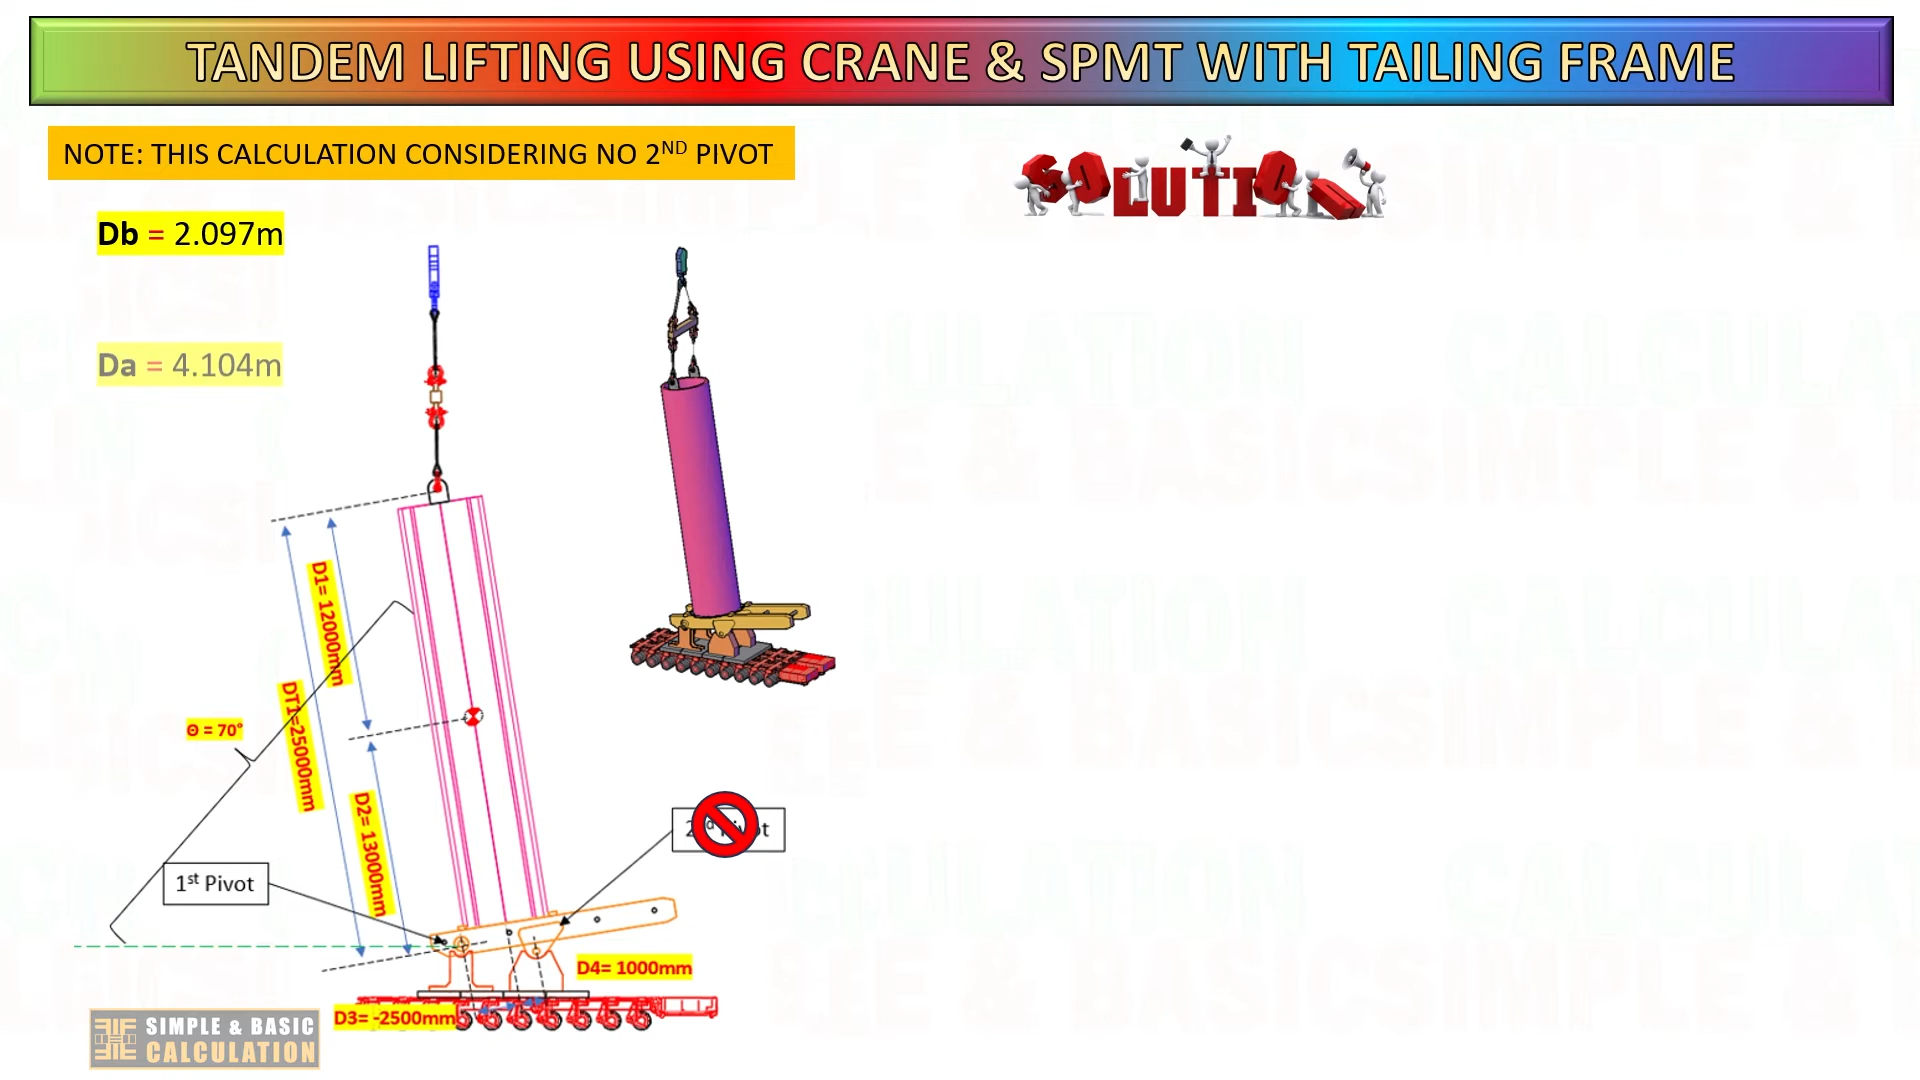 TANDEM LIFTING USING CRANE & SPMT WITH TAILING FRAME
NOTE: THIS CALCULATION CONSIDERING NO 2ND PIVOT
SOLUTION
Db = 2.097m
Da = 4.104m
D1= 12000mm
DT1=25000mm
Θ = 70°
D2= 13000mm
1st Pivot
D4= 1000mm
D3= -2500mm
SIMPLE & BASIC
CALCULATION